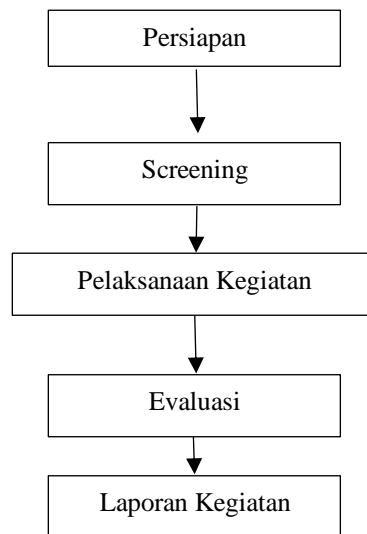 Persiapan
Screening
Pelaksanaan Kegiatan
Evaluasi
Laporan Kegiatan